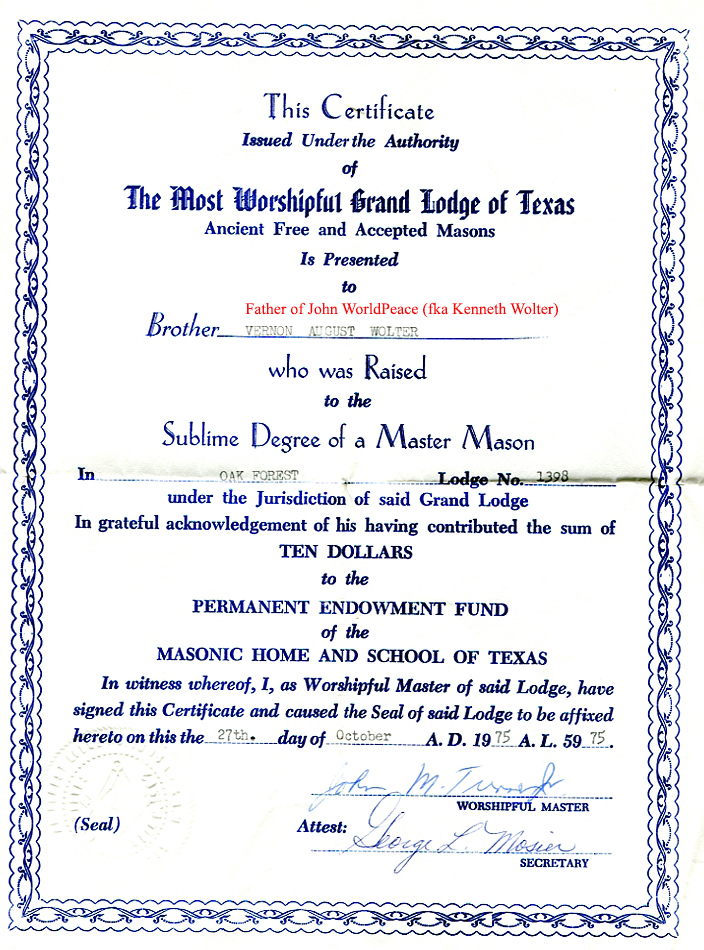 This Certificate
Issued Under the Authority
of
The Most Worshipful Grand Lodge of Texas
Ancient Free and Accepted Masons
Is Presented
to
Father of John WorldPeace (fka Kenneth Wolter)
Brother VERNON AUGUST WOLTER
who was Raised
to the
Sublime Degree of a Master Mason
In OAK FOREST Lodge No. 1398
under the Jurisdiction of said Grand Lodge
In grateful acknowledgement of his having contributed the sum of
TEN DOLLARS
to the
PERMANENT ENDOWMENT FUND
of the
MASONIC HOME AND SCHOOL OF TEXAS
In witness whereof, I, as Worshipful Master of said Lodge, have
signed this Certificate and caused the Seal of said Lodge to be affixed
hereto on this the 27th. day of October A. D. 19 75 A. L. 59 75.
John M.
WORSHIPFUL MASTER
(Seal)
Attest: George L. Mosier
SECRETARY